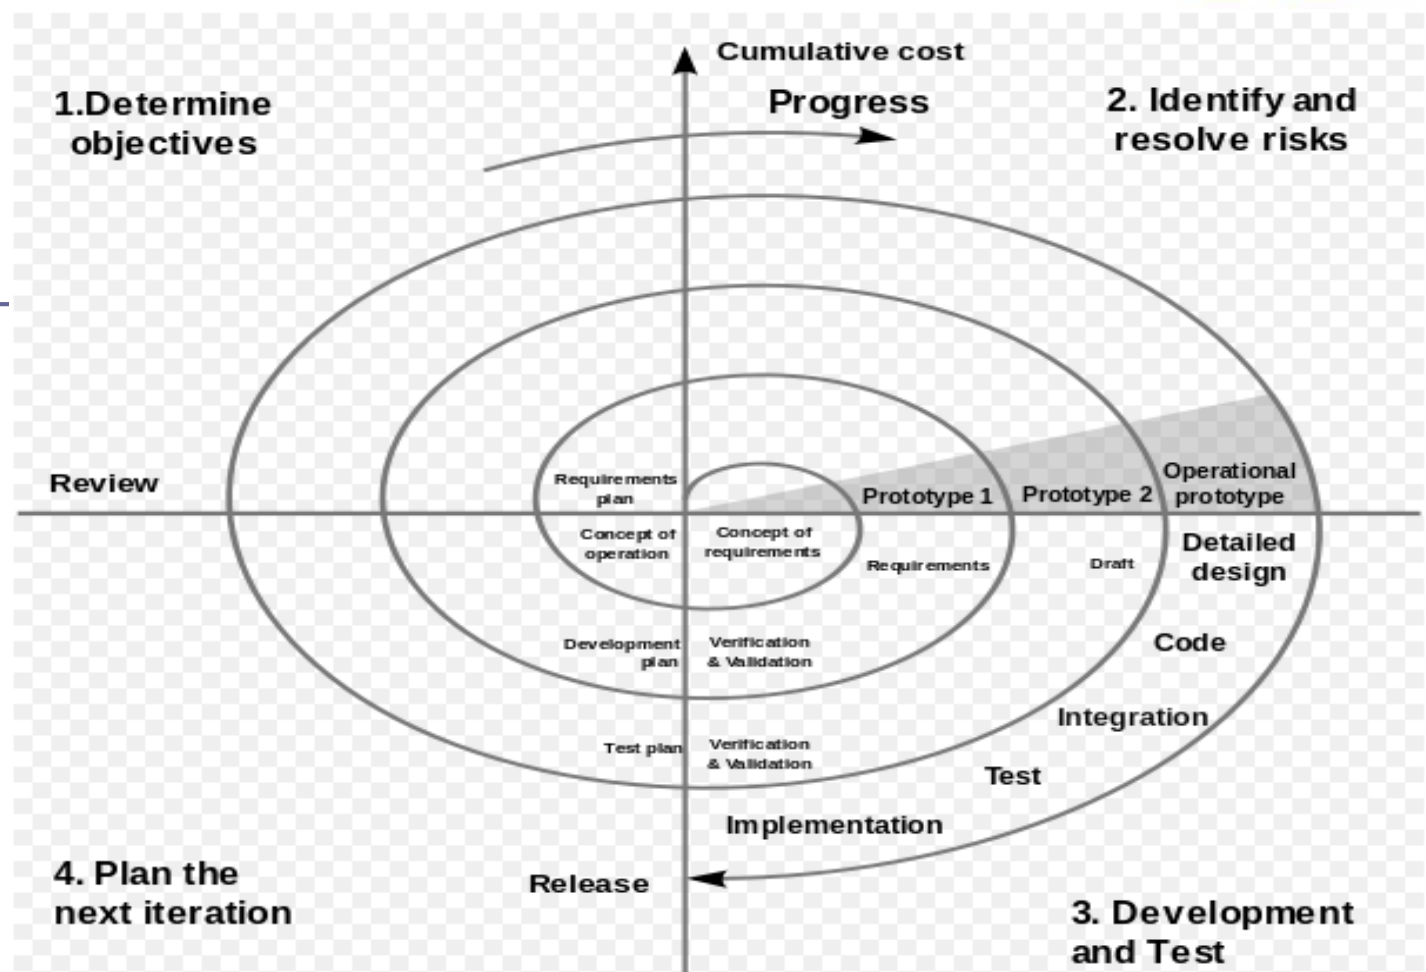 Cumulative cost
1.Determine
objectives
Progress
2. Identify and
resolve risks
Review
Requirements
plan
Prototype 1
Prototype 2
Operational
prototype
Concept of
operation
Concept of
requirements
Requirements
Draft
Detailed
design
Development
plan
Verification
& Validation
Code
Integration
Test plan
Verification
& Validation
Test
Implementation
4. Plan the
next iteration
Release
3. Development
and Test